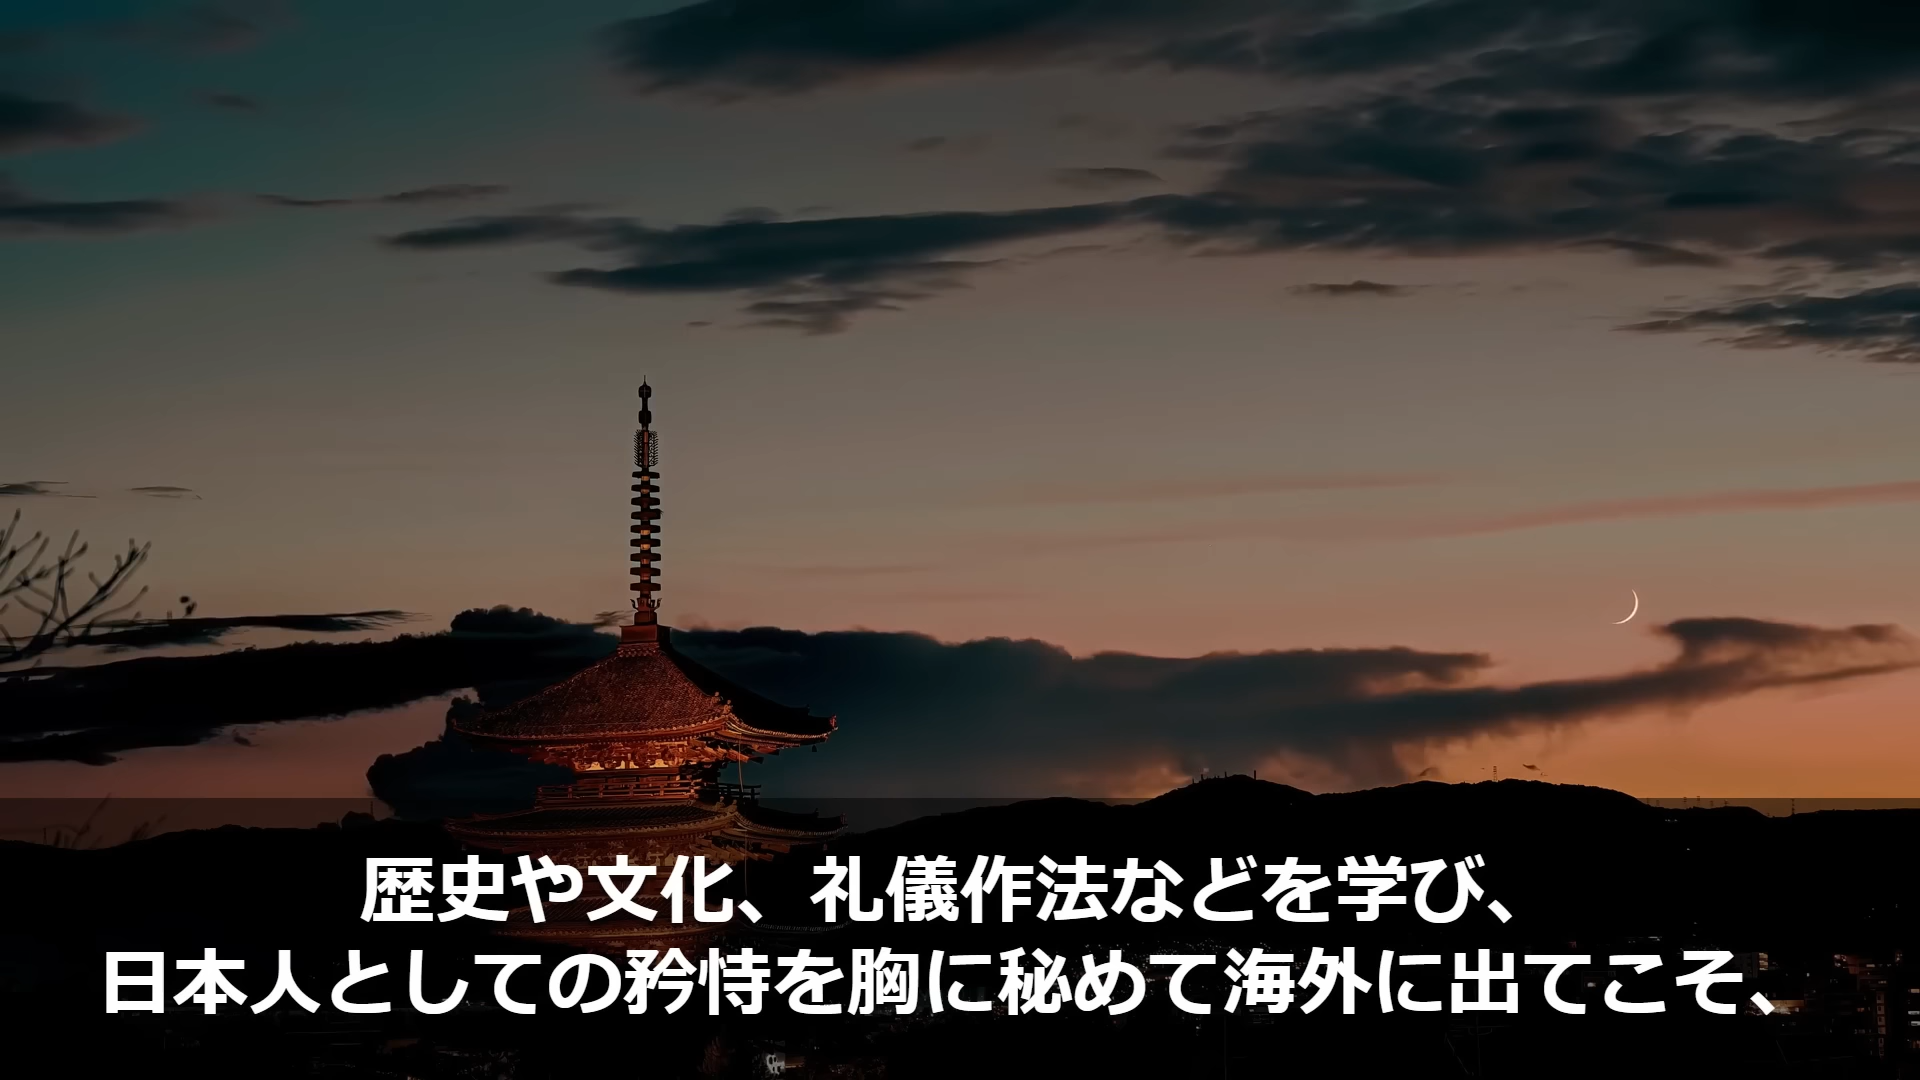 歴史や文化、礼儀作法などを学び、
日本人としての矜恃を胸に秘めて海外に出てこそ、